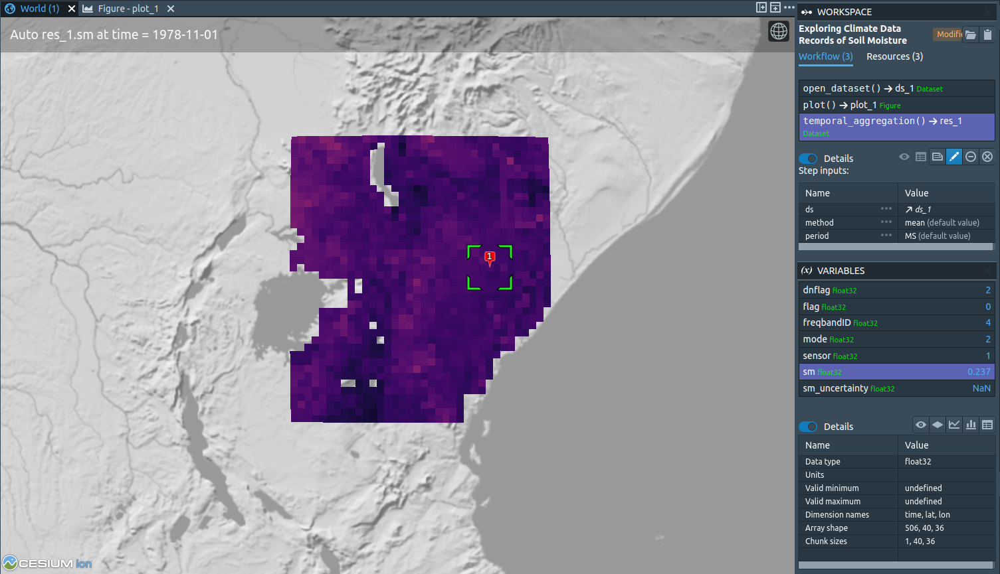 World (1)
Figure - plot_1
Auto res_1.sm at time = 1978-11-01
1
CESIUM ion
WORKSPACE
Exploring Climate Data
Records of Soil Moisture
Workflow (3)
Resources (3)
open_dataset() → ds_1 Dataset
plot() → plot_1 Figure
temporal_aggregation() → res_1
Dataset
Details
Step inputs:
Name Value
ds ds_1
method mean (default value)
period MS (default value)
(x) VARIABLES
dnflag float32 2
flag float32 0
freqbandID float32 4
mode float32 2
sensor float32 1
sm float32 0.237
sm_uncertainty float32 NaN
Details
Name Value
Data type float32
Units
Valid minimum undefined
Valid maximum undefined
Dimension names time, lat, lon
Array shape 506, 40, 36
Chunk sizes 1, 40, 36